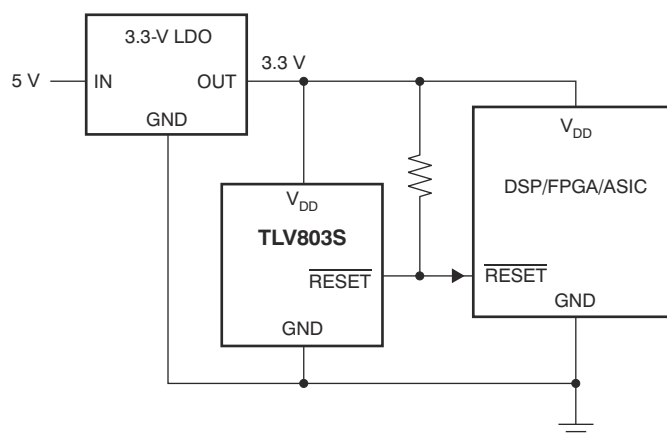 3.3-V LDO
5 V
IN
OUT
3.3 V
GND
V_DD
TLV803S
RESET
GND
V_DD
DSP/FPGA/ASIC
RESET
GND